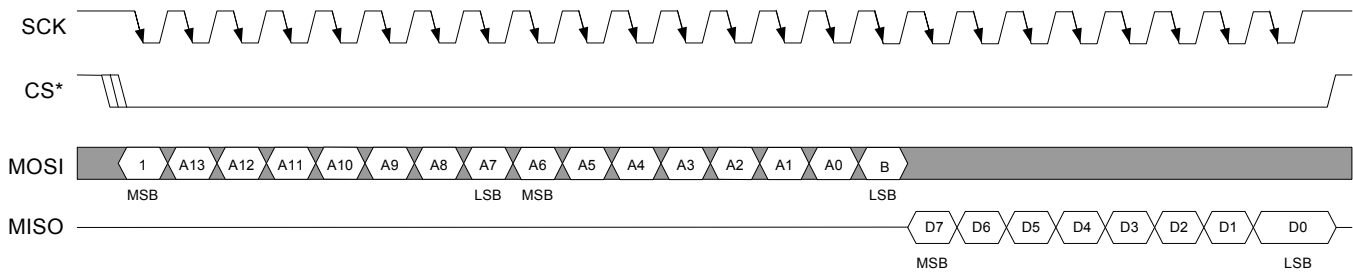 SCK
CS*
MOSI 1 A13 A12 A11 A10 A9 A8 A7 A6 A5 A4 A3 A2 A1 A0 B
MSB LSB MSB LSB
MISO D7 D6 D5 D4 D3 D2 D1 D0
MSB LSB